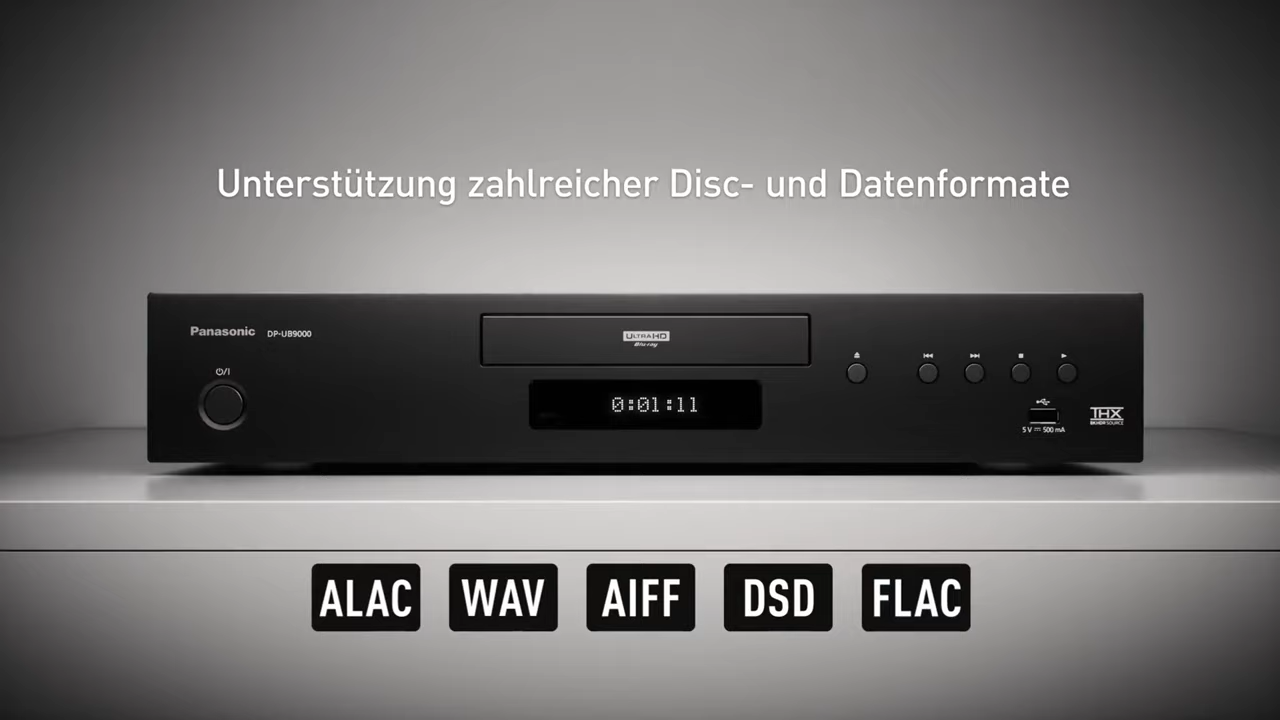 Unterstützung zahlreicher Disc- und Datenformate
Panasonic DP-UB9000
ULTRA HD
Blu-ray
0:01:11
5 V 500 mA
THX
ALAC WAV AIFF DSD FLAC